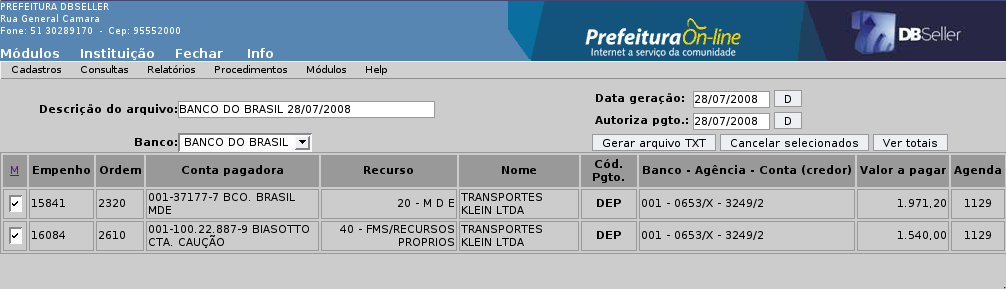 PREFEITURA DBSELLER
Rua General Camara
Fone: 51 30289170 - Cep: 95552000
PrefeituraOn-line
Internet a serviço da comunidade
DBSeller
Módulos Instituição Fechar Info
Cadastros Consultas Relatórios Procedimentos Módulos Help
Descrição do arquivo: BANCO DO BRASIL 28/07/2008
Data geração: 28/07/2008 D
Autoriza pgto.: 28/07/2008 D
Banco: BANCO DO BRASIL
Gerar arquivo TXT Cancelar selecionados Ver totais
M Empenho Ordem Conta pagadora Recurso Nome Cód. Pgto. Banco - Agência - Conta (credor) Valor a pagar Agenda
15841 2320 001-37177-7 BCO. BRASIL MDE 20 - M D E TRANSPORTES KLEIN LTDA DEP 001 - 0653/X - 3249/2 1.971,20 1129
16084 2610 001-100.22.887-9 BIASOTTO CTA. CAUÇÃO 40 - FMS/RECURSOS PROPRIOS TRANSPORTES KLEIN LTDA DEP 001 - 0653/X - 3249/2 1.540,00 1129